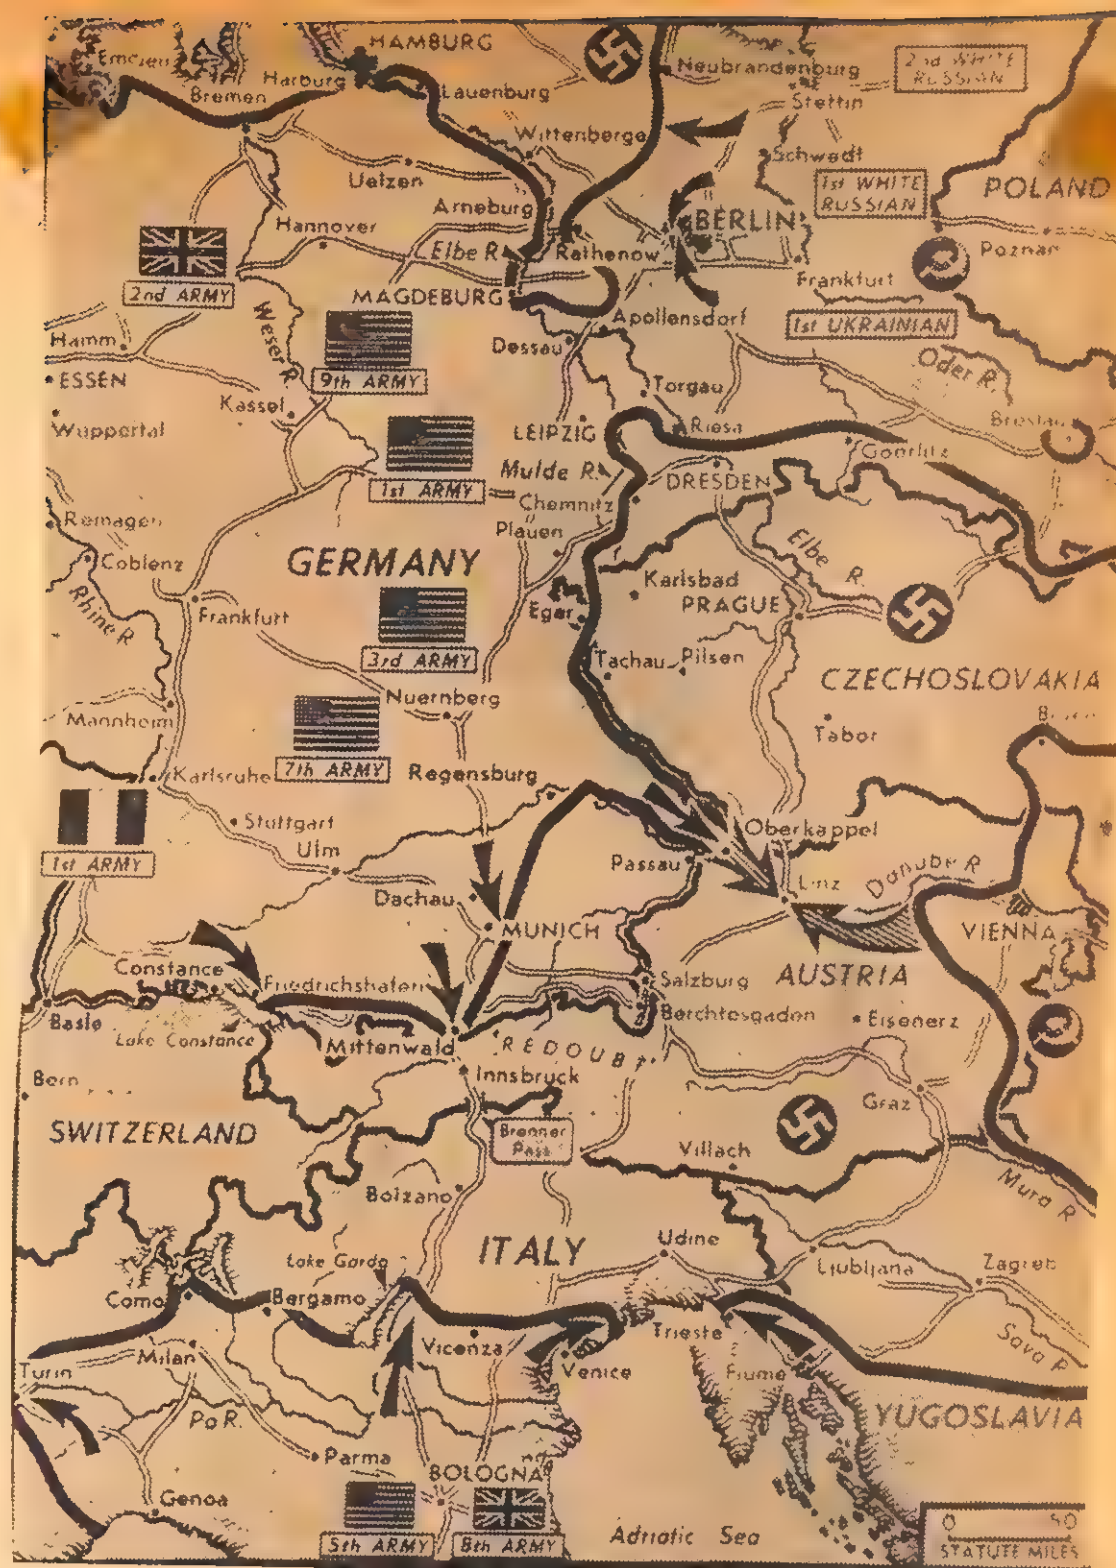 HAMBURG
Emden
Harburg
Bremen
Lauenburg
Neubrandenburg
2nd WHITE
RUSSIAN
Stettin
Wittenberge
Schwedt
Uelzen
1st WHITE
RUSSIAN
POLAND
Arneburg
BERLIN
Hannover
Elbe R
Rathenow
Poznan
2nd ARMY
MAGDEBURG
Frankfurt
Weser R.
Apollensdorf
1st UKRAINIAN
Hamm
Dessau
ESSEN
9th ARMY
Oder R.
Torgau
Kassel
Wuppertal
LEIPZIG
Riesa
Breslau
Goerlitz
Mulde R.
DRESDEN
1st ARMY
Chemnitz
Remagen
Plauen
Elbe R.
Coblenz
GERMANY
Karlsbad
Rhine R
PRAGUE
Frankfurt
Eger
3rd ARMY
Tachau
Pilsen
CZECHOSLOVAKIA
Nuernberg
Mannheim
Tabor
Karlsruhe
7th ARMY
Regensburg
Stuttgart
Oberkappel
1st ARMY
Ulm
Passau
Danube R
Linz
Dachau
MUNICH
VIENNA
Constance
Friedrichshafen
Salzburg
AUSTRIA
Basle
Berchtesgaden
Eisenerz
Lake Constance
Mittenwald
REDOUBT
Bern
Innsbruck
Graz
SWITZERLAND
Brenner
Pass
Villach
Bolzano
Mura R
ITALY
Udine
Lake Garda
Ljubljana
Zagreb
Como
Bergamo
Trieste
Sava R
Milan
Vicenza
Venice
Fiume
Turin
Po R.
YUGOSLAVIA
Parma
BOLOGNA
Genoa
5th ARMY
8th ARMY
Adriatic Sea
0 50
STATUTE MILES